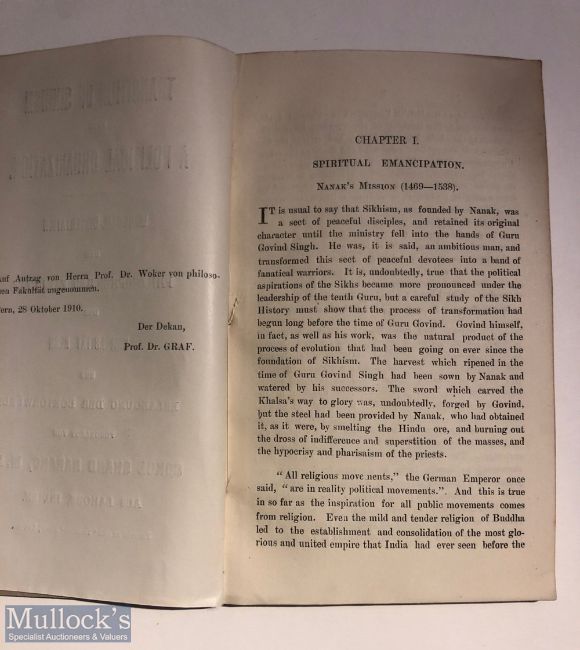 Auf Autzag von Herra Prof. Dr. Woker von philoso-
hen Fakultät ungenommen.
Bern, 28 Oktober 1910.
Der Dekan,
Prof. Dr. GRAF.
CHAPTER I.
SPIRITUAL EMANCIPATION.
NANAK'S MISSION (1469—1538).
IT is usual to say that Sikhism, as founded by Nanak, was
a sect of peaceful disciples, and retained its original
character until the ministry fell into the hands of Guru
Govind Singh. He was, it is said, an ambitious man, and
transformed this sect of peaceful devotees into a band of
fanatical warriors. It is, undoubtedly, true that the political
aspirations of the Sikhs became more pronounced under the
leadership of the tenth Guru, but a careful study of the Sikh
History must show that the process of transformation had
begun long before the time of Guru Govind. Govind himself,
in fact, as well as his work, was the natural product of the
process of evolution that had been going on ever since the
foundation of Sikhism. The harvest which ripened in the
time of Guru Govind Singh had been sown by Nanak and
watered by his successors. The sword which carved the
Khalsa's way to glory was, undoubtedly, forged by Govind,
but the steel had been provided by Nanak, who had obtained
it, as it were, by smelting the Hindu ore, and burning out
the dross of indifference and superstition of the masses, and
the hypocrisy and pharisaism of the priests.
"All religious movements," the German Emperor once
said, "are in reality political movements.". And this is true
in so far as the inspiration for all public movements comes
from religion. Even the mild and tender religion of Buddha
led to the establishment and consolidation of the most glo-
rious and united empire that India had ever seen before the
Mullock's
Specialist Auctioneers & Valuers